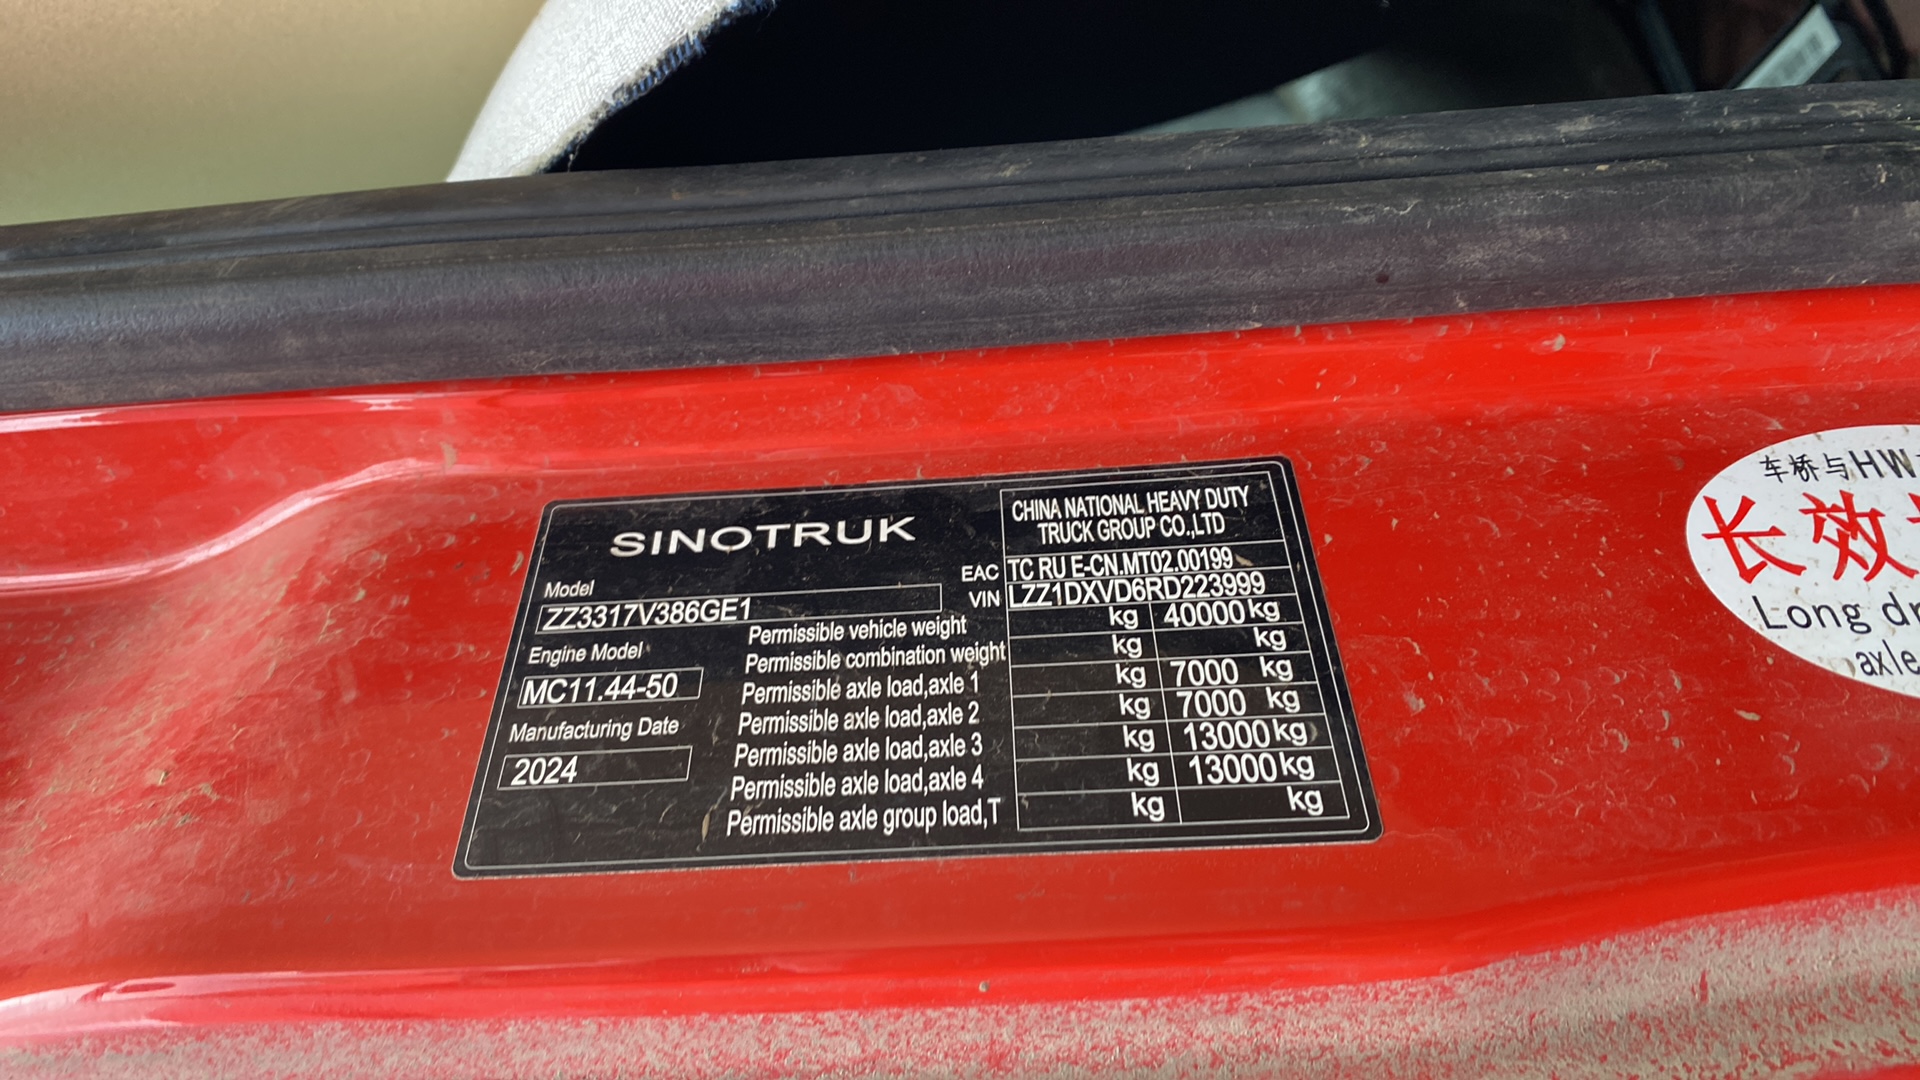 SINOTRUK
CHINA NATIONAL HEAVY DUTY
TRUCK GROUP CO.,LTD
EAC TC RU E-CN.MT02.00199
VIN LZZ1DXVD6RD223999
Model
ZZ3317V386GE1
Engine Model
MC11.44-50
Manufacturing Date
2024
Permissible vehicle weight kg 40000 kg
Permissible combination weight kg kg
Permissible axle load,axle 1 kg 7000 kg
Permissible axle load,axle 2 kg 7000 kg
Permissible axle load,axle 3 kg 13000 kg
Permissible axle load,axle 4 kg 13000 kg
Permissible axle group load,T kg kg
车桥与HW
长效
Long
axle